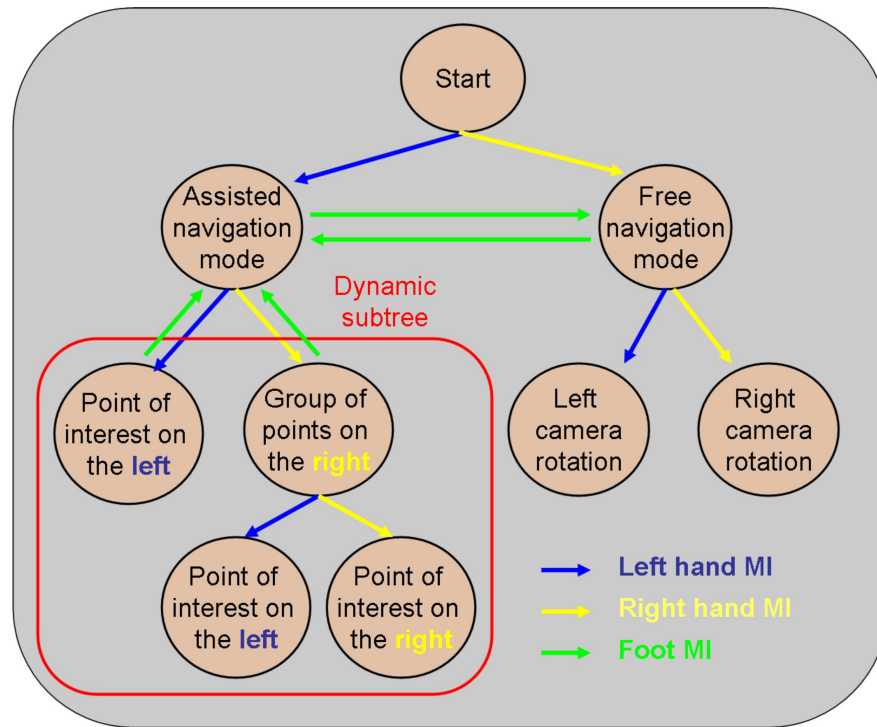 Start
Assisted
navigation
mode
Free
navigation
mode
Dynamic
subtree
Point of
interest on
the left
Group of
points on
the right
Left
camera
rotation
Right
camera
rotation
Point of
interest on
the left
Point of
interest on
the right
Left hand MI
Right hand MI
Foot MI